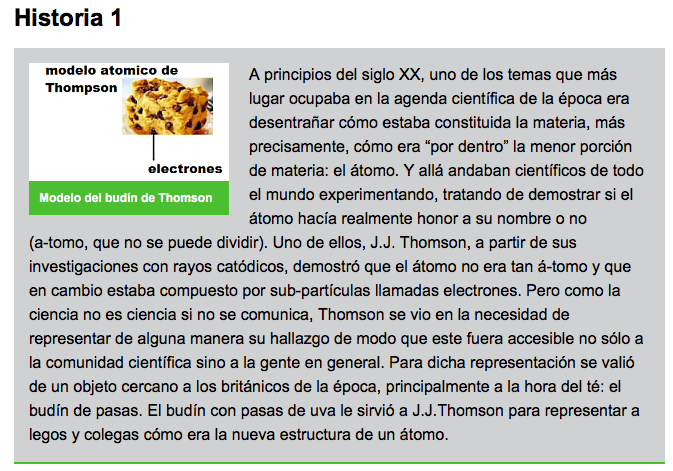 Historia 1
modelo atomico de
Thompson
electrones
Modelo del budín de Thomson
A principios del siglo XX, uno de los temas que más
lugar ocupaba en la agenda científica de la época era
desentrañar cómo estaba constituida la materia, más
precisamente, cómo era “por dentro” la menor porción
de materia: el átomo. Y allá andaban científicos de todo
el mundo experimentando, tratando de demostrar si el
átomo hacía realmente honor a su nombre o no
(a-tomo, que no se puede dividir). Uno de ellos, J.J. Thomson, a partir de sus
investigaciones con rayos catódicos, demostró que el átomo no era tan á-tomo y que
en cambio estaba compuesto por sub-partículas llamadas electrones. Pero como la
ciencia no es ciencia si no se comunica, Thomson se vio en la necesidad de
representar de alguna manera su hallazgo de modo que este fuera accesible no sólo a
la comunidad científica sino a la gente en general. Para dicha representación se valió
de un objeto cercano a los británicos de la época, principalmente a la hora del té: el
budín de pasas. El budín con pasas de uva le sirvió a J.J.Thomson para representar a
legos y colegas cómo era la nueva estructura de un átomo.